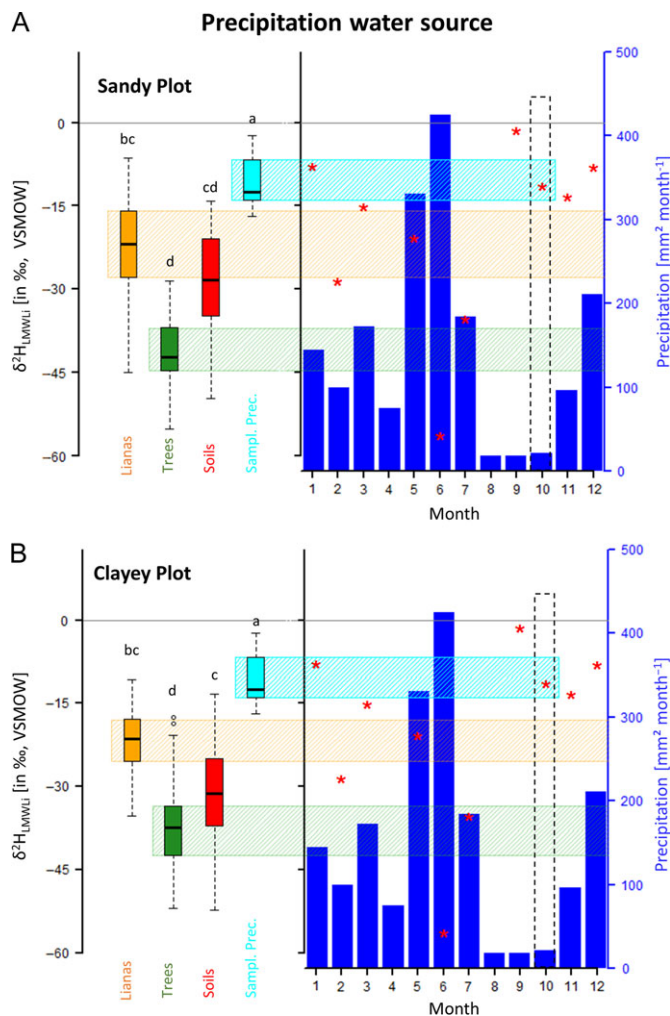 A
Precipitation water source
Sandy Plot
δ²H_LMWLi [in ‰, VSMOW]
0
−15
−30
−45
−60
bc
d
cd
a
Lianas
Trees
Soils
Sampl. Prec.
* * * * * * * * * * *
1 2 3 4 5 6 7 8 9 10 11 12
Month
500
400
300
200
100
0
Precipitation [mm² month⁻¹]
B
Clayey Plot
δ²H_LMWLi [in ‰, VSMOW]
0
−15
−30
−45
−60
bc
d
c
a
Lianas
Trees
Soils
Sampl. Prec.
1 2 3 4 5 6 7 8 9 10 11 12
Month
500
400
300
200
100
0
Precipitation [mm² month⁻¹]